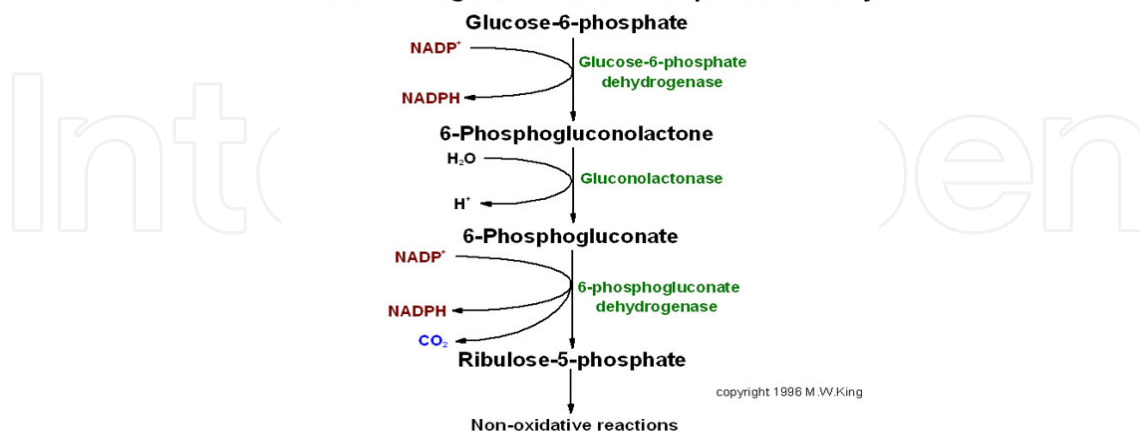 Glucose-6-phosphate
NADP⁺
Glucose-6-phosphate
dehydrogenase
NADPH
6-Phosphogluconolactone
H₂O
Gluconolactonase
H⁺
6-Phosphogluconate
NADP⁺
6-phosphogluconate
dehydrogenase
NADPH
CO₂
Ribulose-5-phosphate
copyright 1996 M.W.King
Non-oxidative reactions